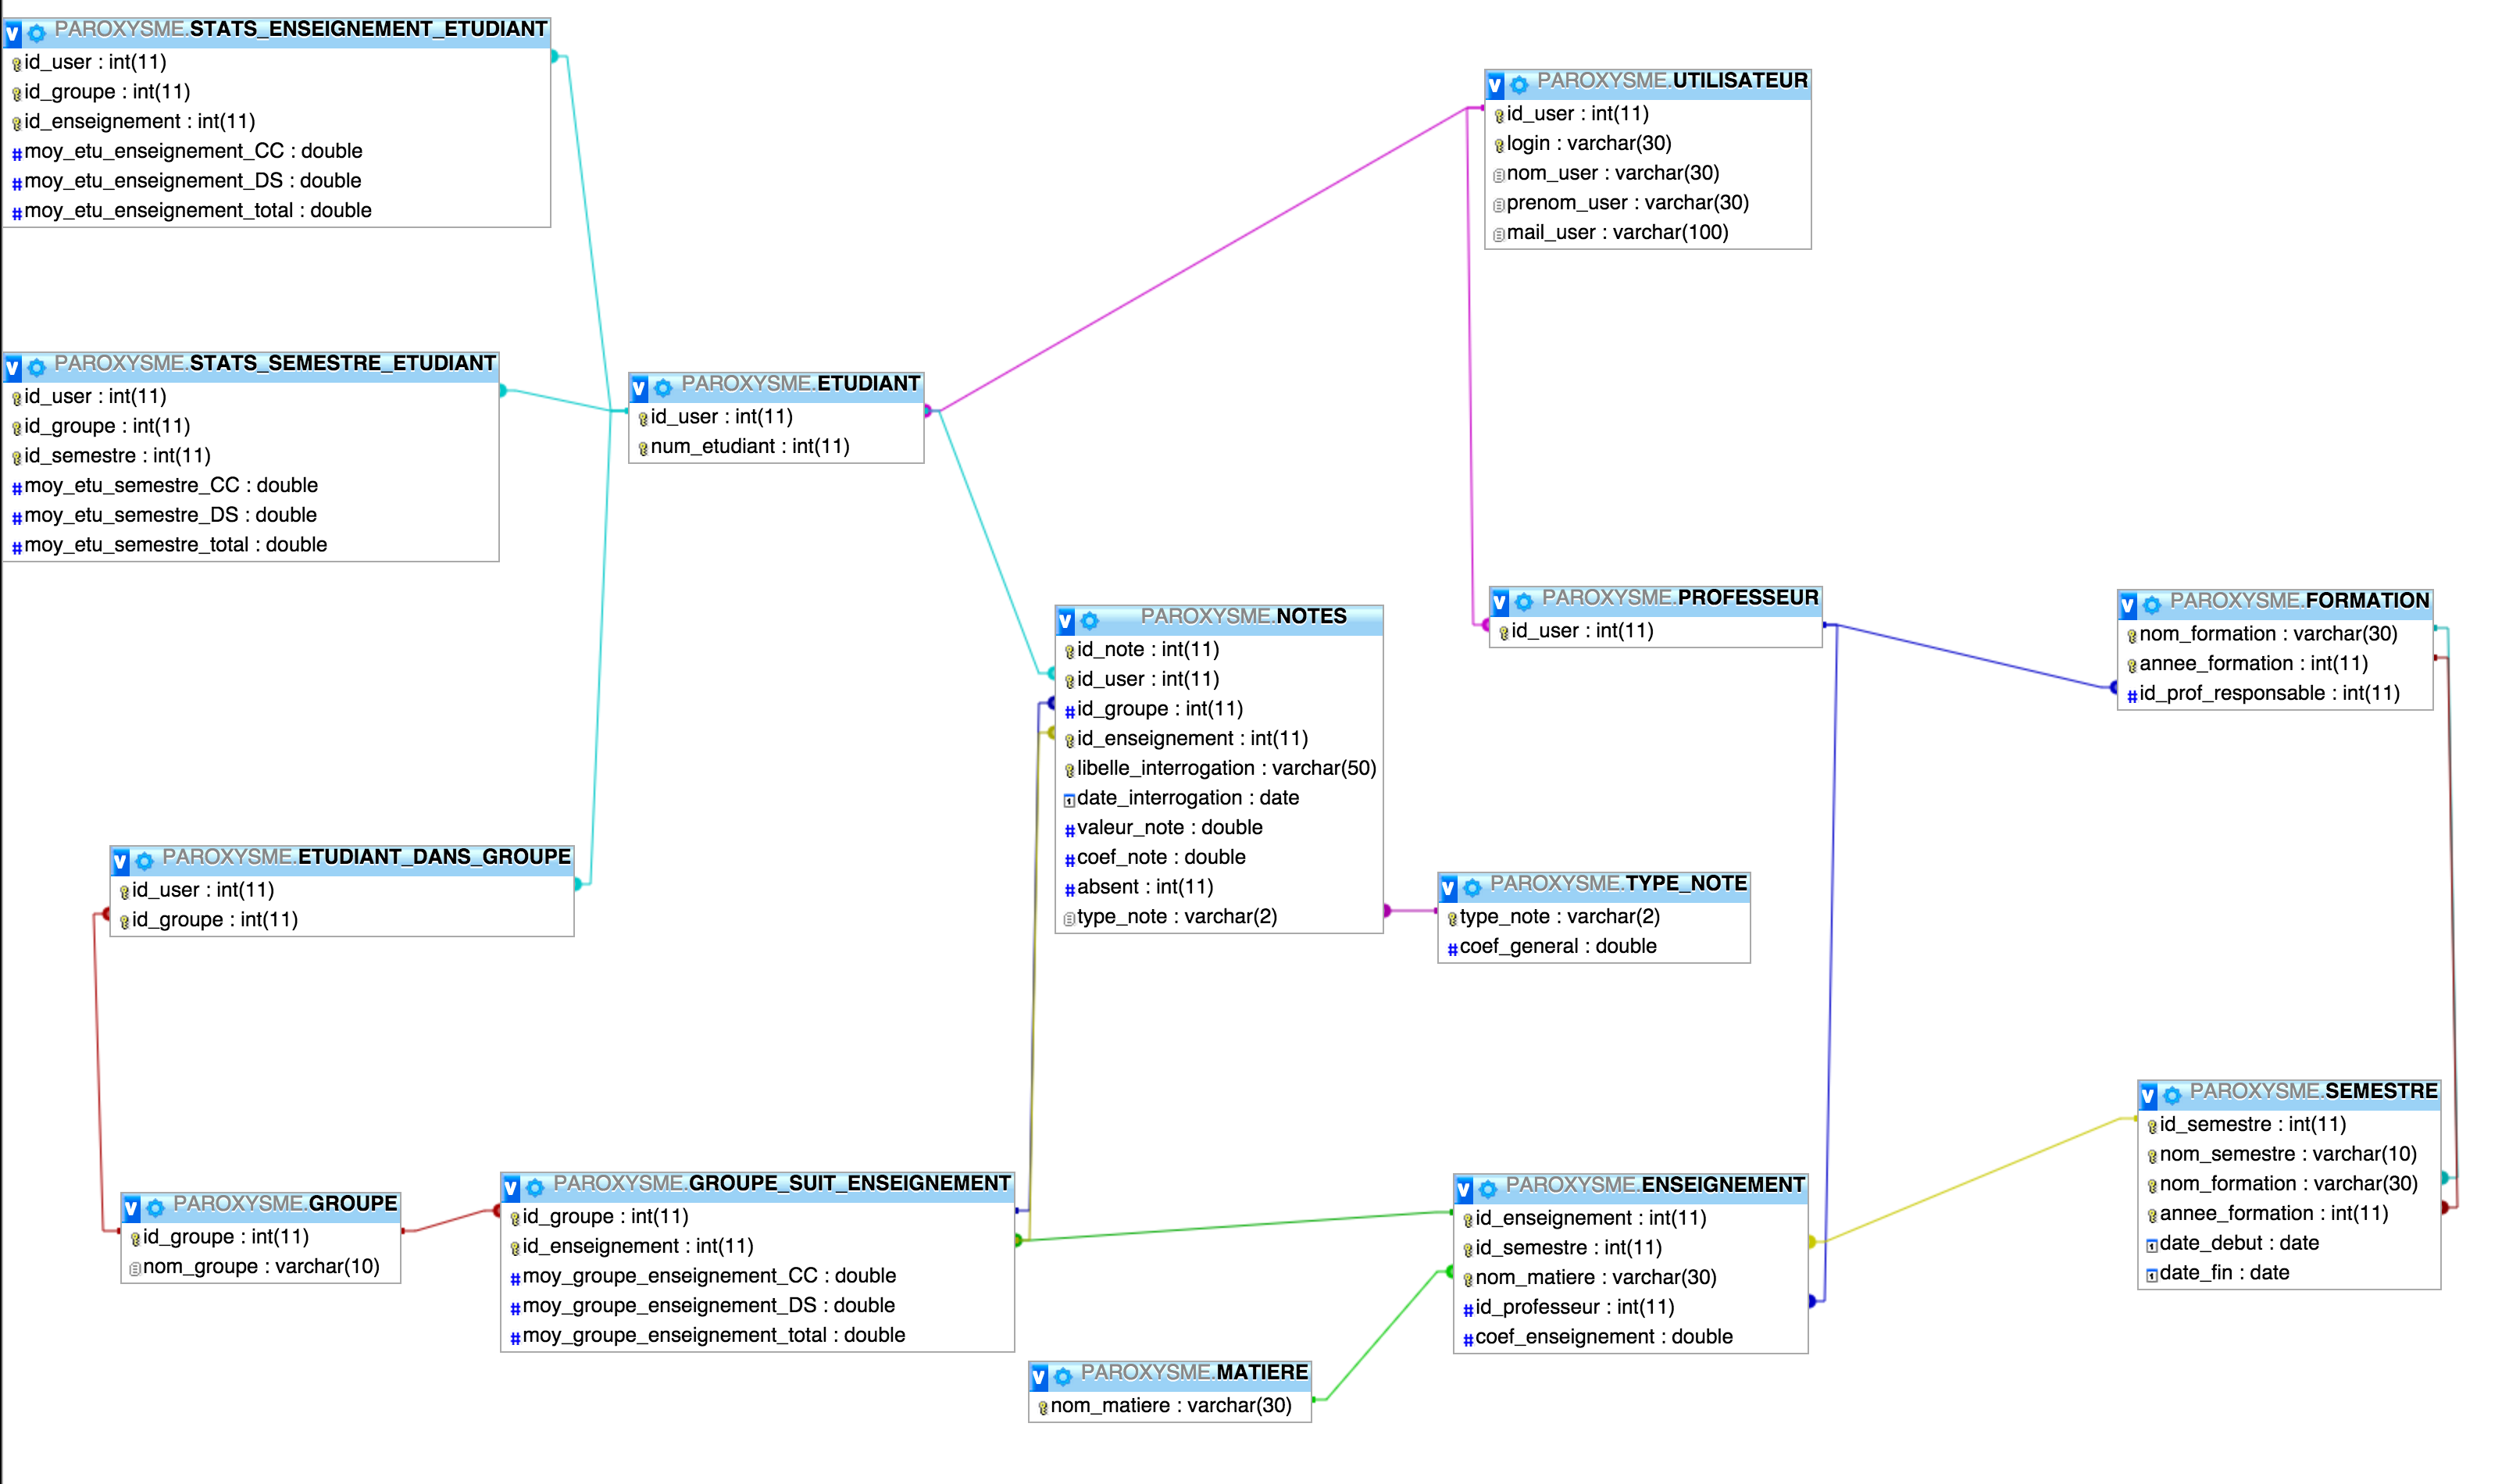 PAROXYSME.STATS_ENSEIGNEMENT_ETUDIANT
id_user : int(11)
id_groupe : int(11)
id_enseignement : int(11)
#moy_etu_enseignement_CC : double
#moy_etu_enseignement_DS : double
#moy_etu_enseignement_total : double
PAROXYSME.UTILISATEUR
id_user : int(11)
login : varchar(30)
nom_user : varchar(30)
prenom_user : varchar(30)
mail_user : varchar(100)
PAROXYSME.STATS_SEMESTRE_ETUDIANT
id_user : int(11)
id_groupe : int(11)
id_semestre : int(11)
#moy_etu_semestre_CC : double
#moy_etu_semestre_DS : double
#moy_etu_semestre_total : double
PAROXYSME.ETUDIANT
id_user : int(11)
num_etudiant : int(11)
PAROXYSME.NOTES
id_note : int(11)
id_user : int(11)
#id_groupe : int(11)
id_enseignement : int(11)
libelle_interrogation : varchar(50)
date_interrogation : date
#valeur_note : double
#coef_note : double
#absent : int(11)
type_note : varchar(2)
PAROXYSME.PROFESSEUR
id_user : int(11)
PAROXYSME.FORMATION
nom_formation : varchar(30)
annee_formation : int(11)
#id_prof_responsable : int(11)
PAROXYSME.ETUDIANT_DANS_GROUPE
id_user : int(11)
id_groupe : int(11)
PAROXYSME.TYPE_NOTE
type_note : varchar(2)
#coef_general : double
PAROXYSME.GROUPE
id_groupe : int(11)
nom_groupe : varchar(10)
PAROXYSME.GROUPE_SUIT_ENSEIGNEMENT
id_groupe : int(11)
id_enseignement : int(11)
#moy_groupe_enseignement_CC : double
#moy_groupe_enseignement_DS : double
#moy_groupe_enseignement_total : double
PAROXYSME.ENSEIGNEMENT
id_enseignement : int(11)
id_semestre : int(11)
nom_matiere : varchar(30)
#id_professeur : int(11)
#coef_enseignement : double
PAROXYSME.SEMESTRE
id_semestre : int(11)
nom_semestre : varchar(10)
nom_formation : varchar(30)
annee_formation : int(11)
date_debut : date
date_fin : date
PAROXYSME.MATIERE
nom_matiere : varchar(30)